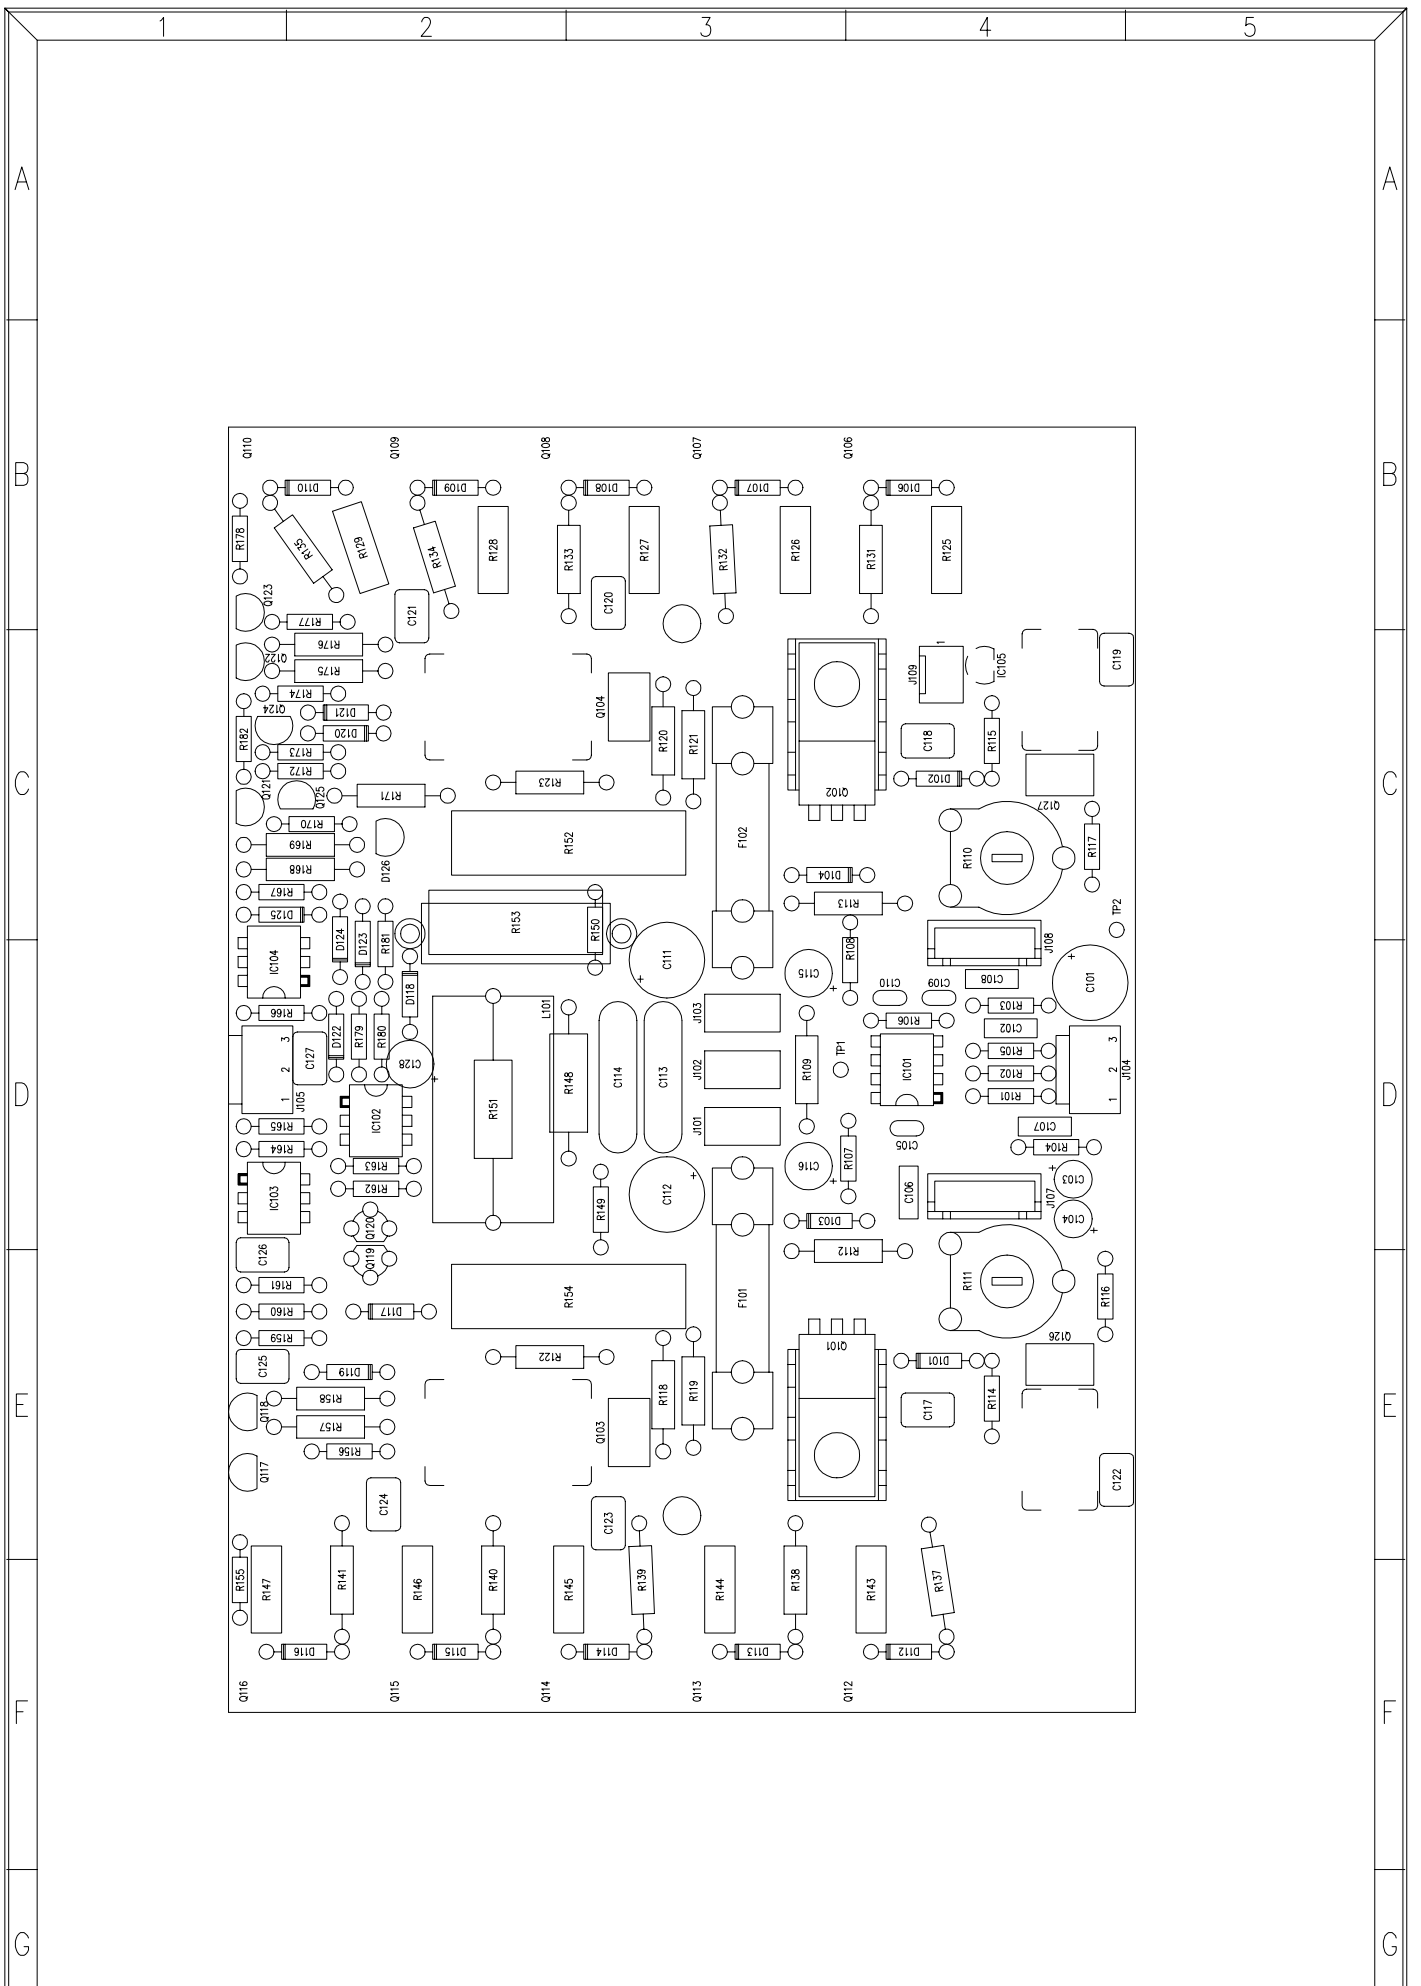 1 2 3 4 5
A A
B B
C C
D D
E E
F F
G G
Q110 Q109 Q108 Q107 Q106
D110 D109 D108 D107 D106
R178 R135 R129 R134 R128 R133 R127 R132 R126 R131 R125
Q123 C121 C120
R177
R176
Q122 R175 J109 1 IC105 C119
R174
Q124 D121 Q104
R182 D120 R120 R121 C118 R115
R173
R172 R123 D102
Q121 Q125 R171 Q102 Q127
R170
R169 D126 R152 F102 R110 R117
R168 D104
R167 R113
D125 R153 R150 TP2
D124 D123 R181 R108 J108
IC104 D118 C111 C115 C110 C109 C108 C101
R166 L101 J103 R106 R103
D122 R179 R180 C102
3 2 1 J105 C127 C128 C114 C113 J102 R109 TP1 IC101 R105 3 2 1 J104
R148 R102
R151 R101
R165 IC102 J101 C105 C107
R164 R107 R104
R163 C116
IC103 R162 R149 C112 C106 J107 C103
Q120 D103 C104
C126 Q119 R112
R161 R111 R116
R160 D117 R154 F101
R159 Q101 Q126
C125 D119 R122 D101
R158 R118 R119 R114
Q118 R157 Q103 C117
R156
Q117 C124 C123 C122
R155 R147 R141 R146 R140 R145 R139 R144 R138 R143 R137
D116 D115 D114 D113 D112
Q116 Q115 Q114 Q113 Q112